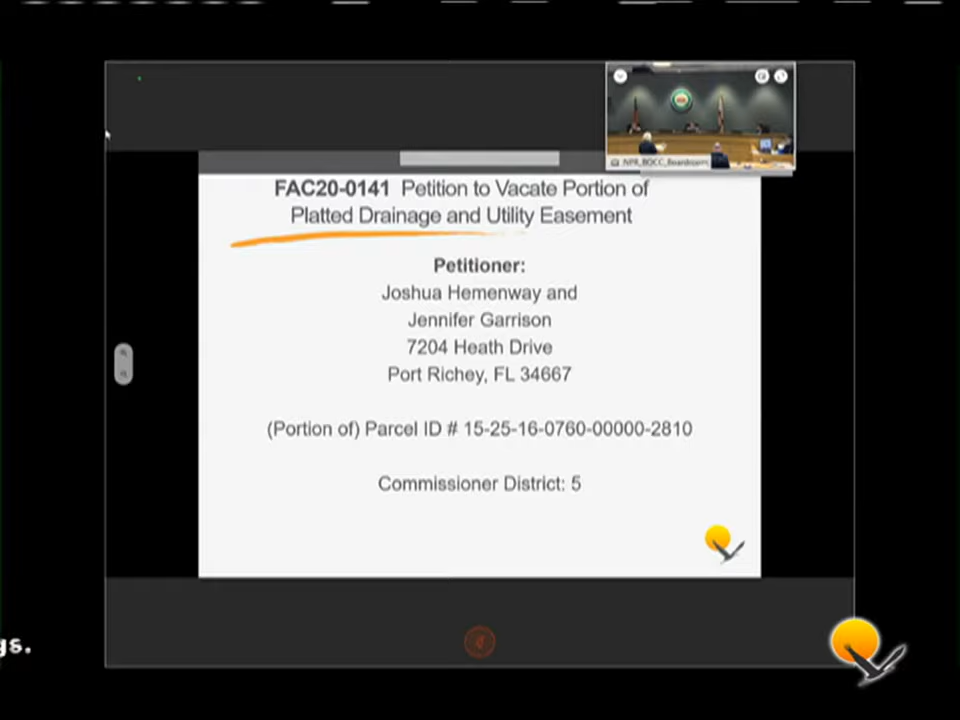 NPR_BOCC_Boardroom
FAC20-0141 Petition to Vacate Portion of
Platted Drainage and Utility Easement
Petitioner:
Joshua Hemenway and
Jennifer Garrison
7204 Heath Drive
Port Richey, FL 34667
(Portion of) Parcel ID # 15-25-16-0760-00000-2810
Commissioner District: 5
gs.